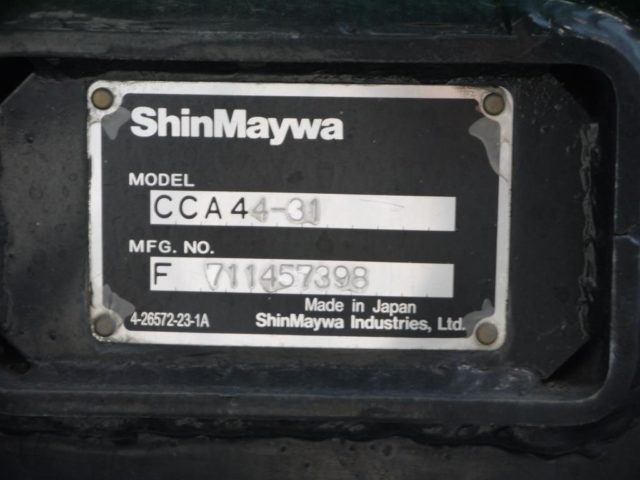 ShinMaywa
MODEL
CCA44-31
MFG. NO.
F 711457398
Made in Japan
4-26572-23-1A
ShinMaywa Industries, Ltd.